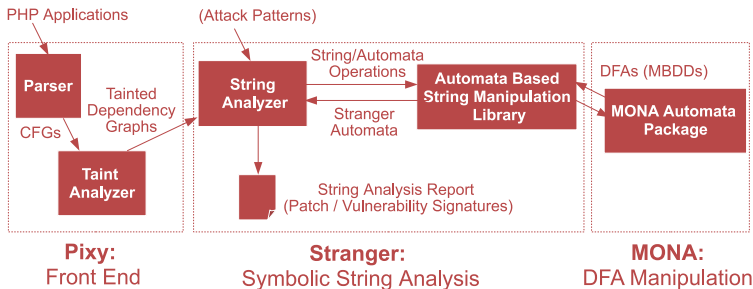 PHP Applications
(Attack Patterns)
Parser
CFGs
Tainted
Dependency
Graphs
Taint
Analyzer
String
Analyzer
String/Automata
Operations
Stranger
Automata
Automata Based
String Manipulation
Library
DFAs (MBDDs)
MONA Automata
Package
String Analysis Report
(Patch / Vulnerability Signatures)
Pixy:
Front End
Stranger:
Symbolic String Analysis
MONA:
DFA Manipulation